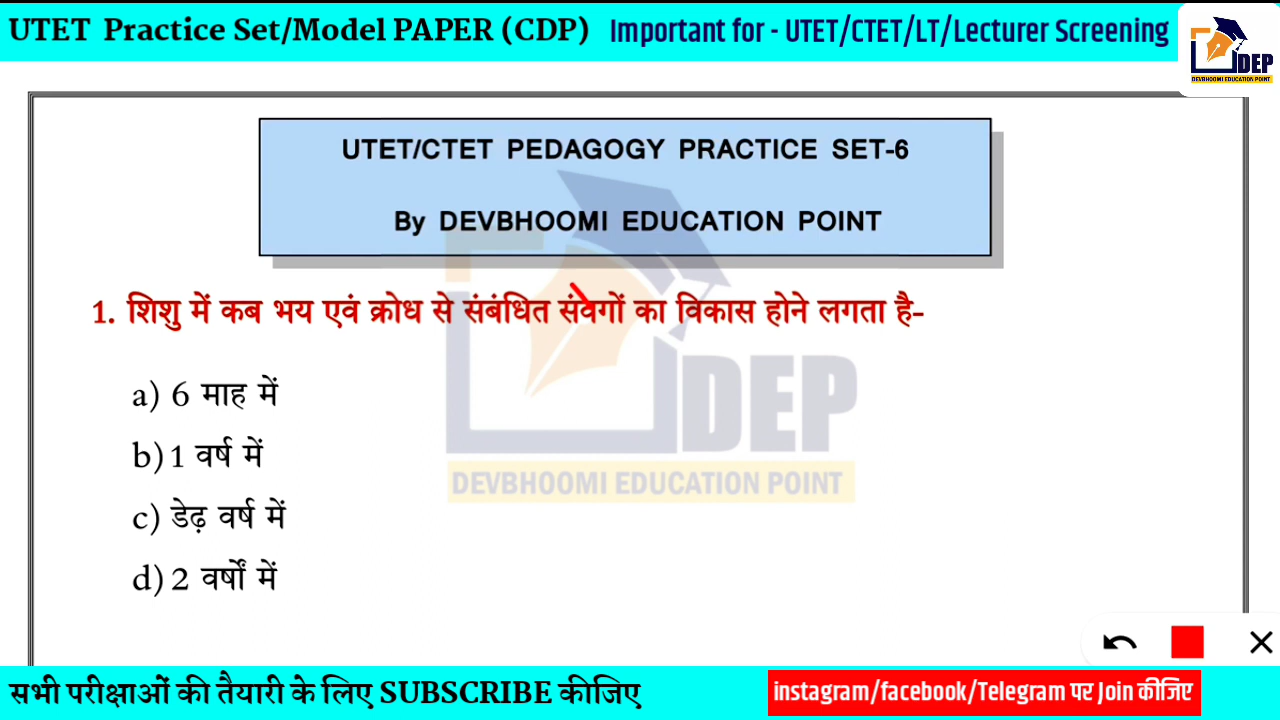 UTET Practice Set/Model PAPER (CDP) Important for - UTET/CTET/LT/Lecturer Screening
DEP
DEVBHOOMI EDUCATION POINT
UTET/CTET PEDAGOGY PRACTICE SET-6
By DEVBHOOMI EDUCATION POINT
1. शिशु में कब भय एवं क्रोध से संबंधित संवेगों का विकास होने लगता है-
a) 6 माह में
b) 1 वर्ष में
c) डेढ़ वर्ष में
d) 2 वर्षों में
DEP
DEVBHOOMI EDUCATION POINT
सभी परीक्षाओं की तैयारी के लिए SUBSCRIBE कीजिए instagram/facebook/Telegram पर Join कीजिए